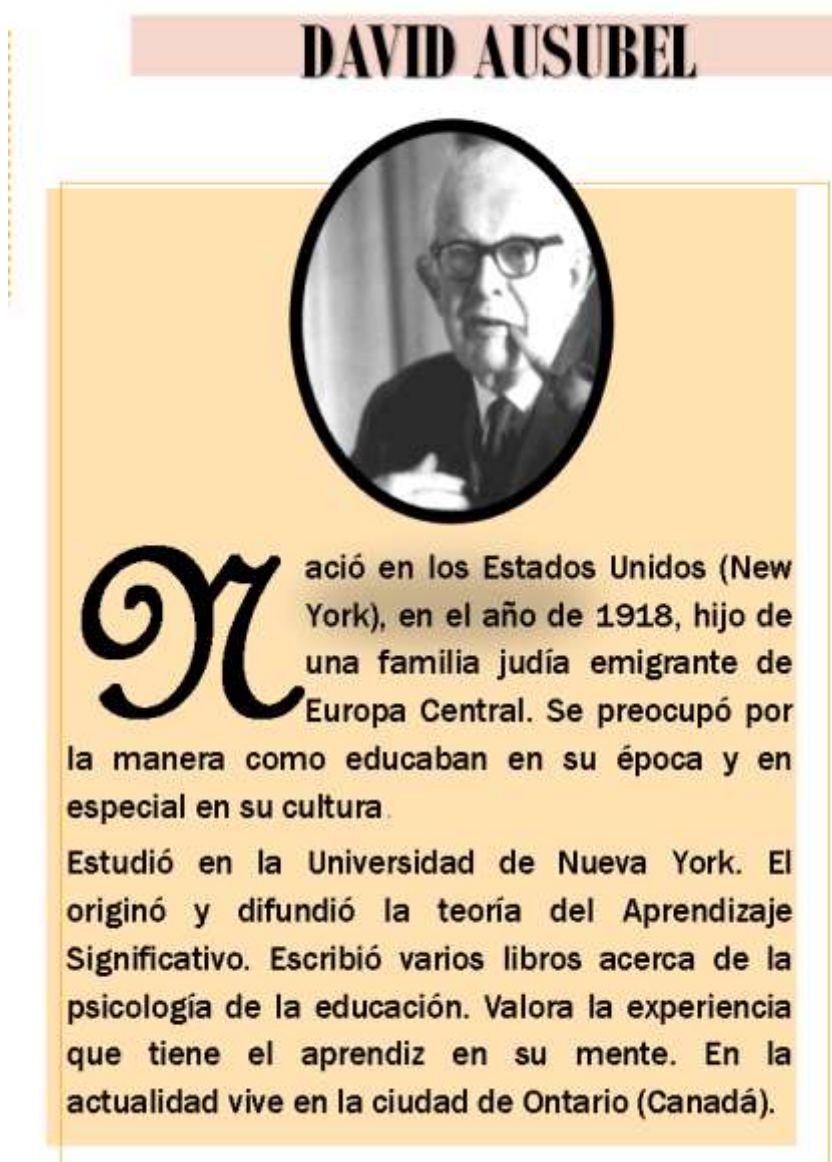 DAVID AUSUBEL
Nació en los Estados Unidos (New
York), en el año de 1918, hijo de
una familia judía emigrante de
Europa Central. Se preocupó por
la manera como educaban en su época y en
especial en su cultura.
Estudió en la Universidad de Nueva York. El
originó y difundió la teoría del Aprendizaje
Significativo. Escribió varios libros acerca de la
psicología de la educación. Valora la experiencia
que tiene el aprendiz en su mente. En la
actualidad vive en la ciudad de Ontario (Canadá).